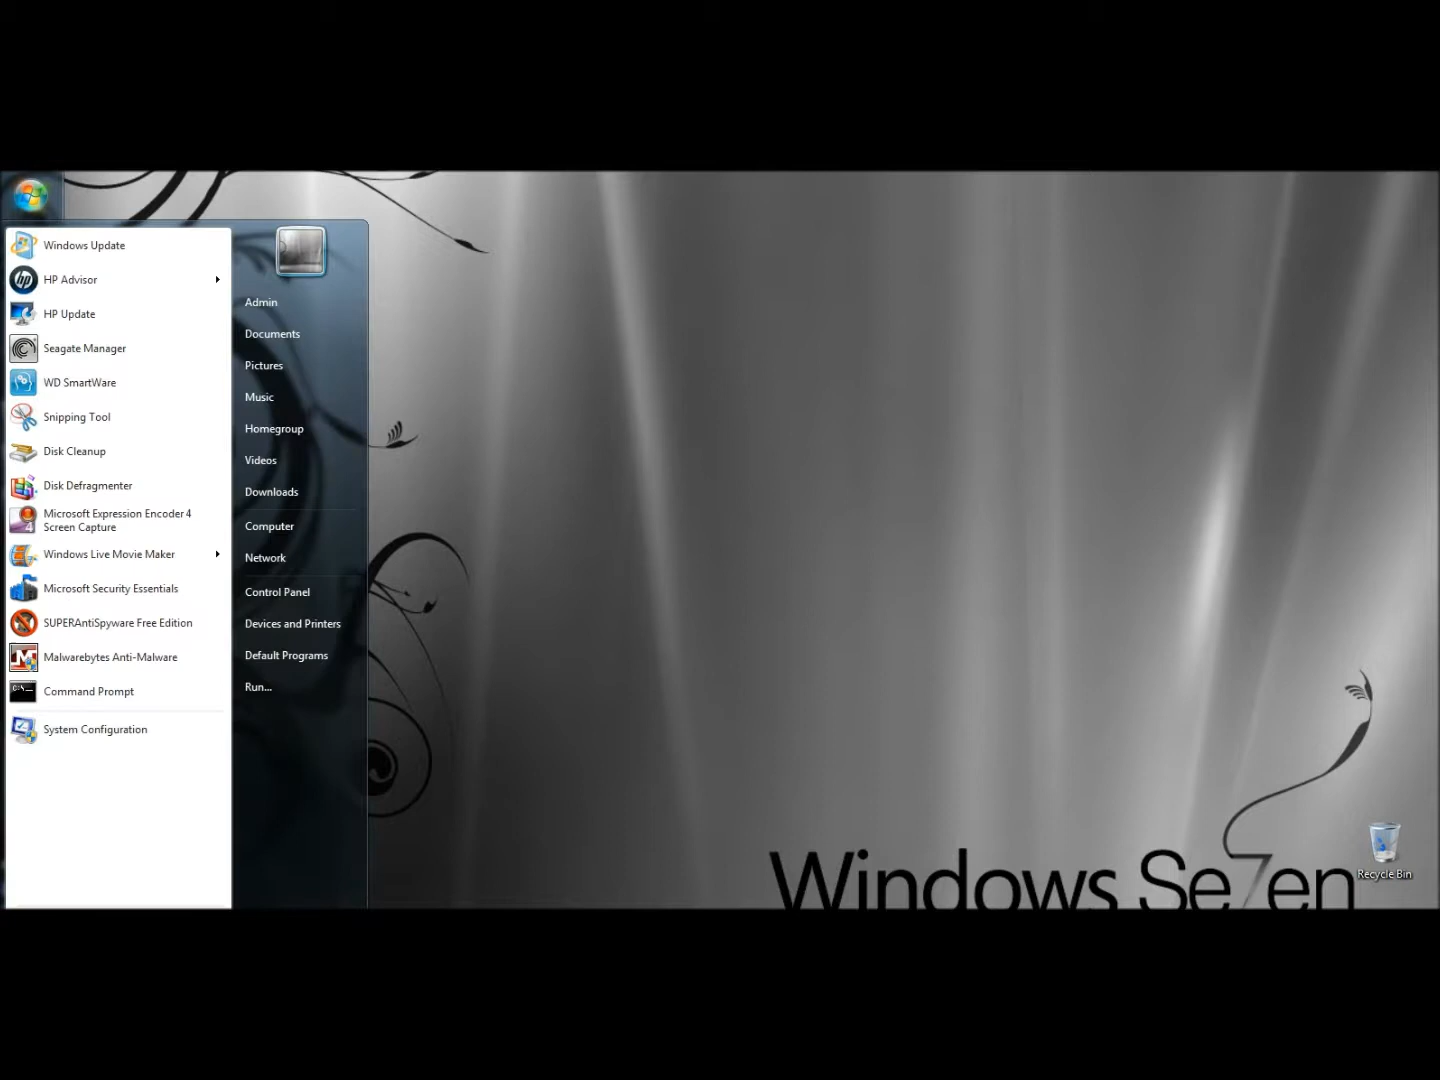 Windows Update
HP Advisor
HP Update
Seagate Manager
WD SmartWare
Snipping Tool
Disk Cleanup
Disk Defragmenter
Microsoft Expression Encoder 4
Screen Capture
Windows Live Movie Maker
Microsoft Security Essentials
SUPERAntiSpyware Free Edition
Malwarebytes Anti-Malware
Command Prompt
System Configuration
Admin
Documents
Pictures
Music
Homegroup
Videos
Downloads
Computer
Network
Control Panel
Devices and Printers
Default Programs
Run...
Windows Se7en
Recycle Bin